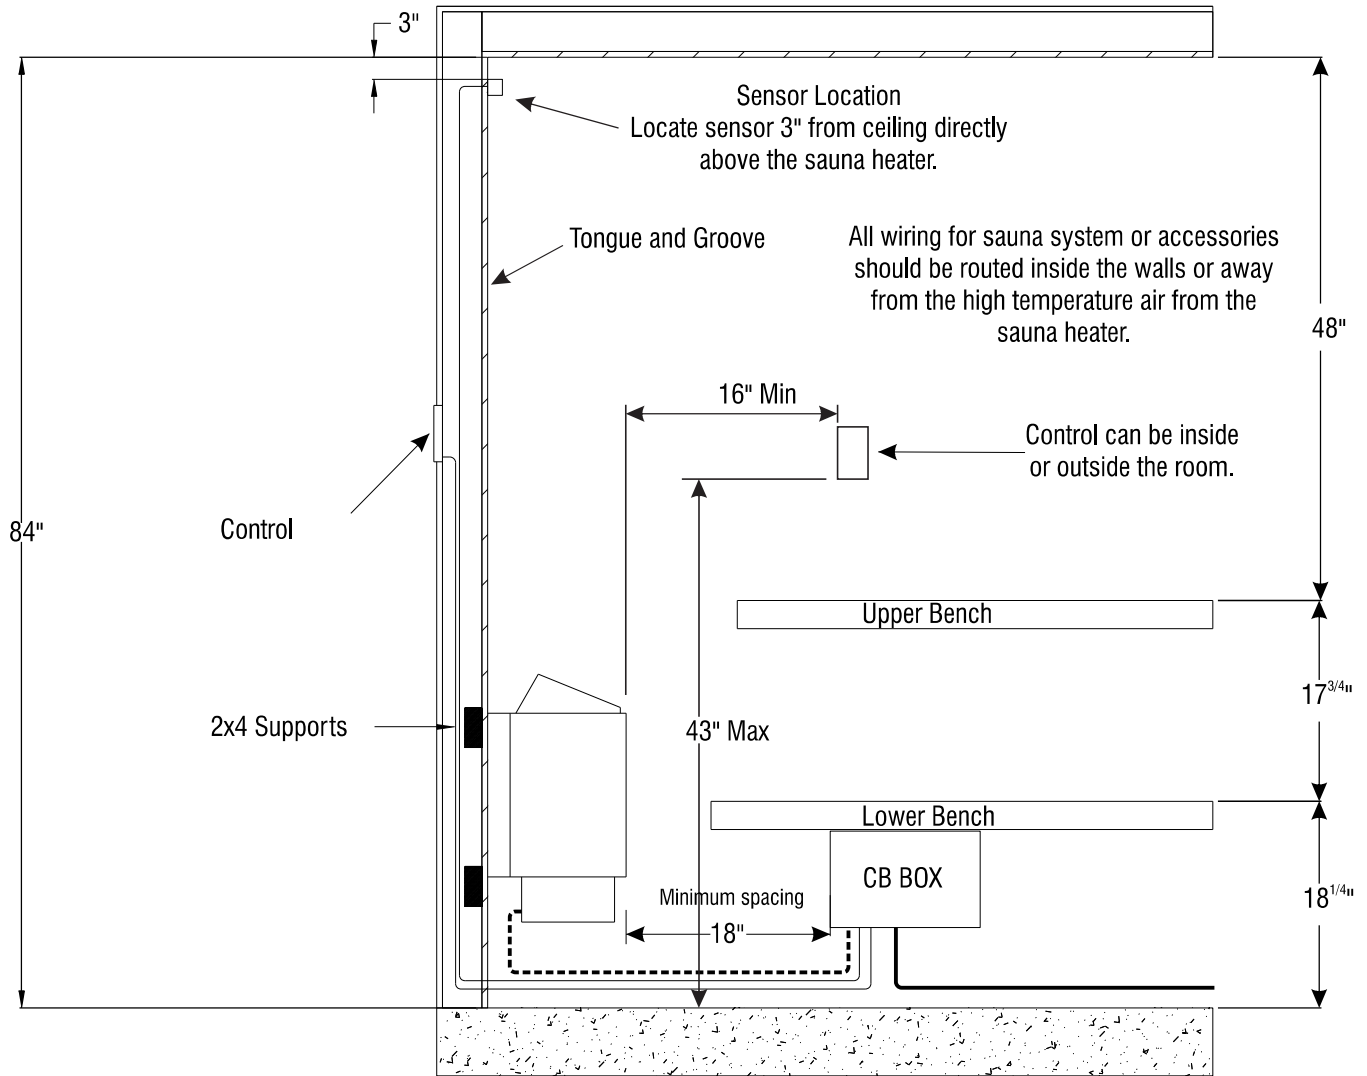 3"
Sensor Location
Locate sensor 3" from ceiling directly
above the sauna heater.
Tongue and Groove
All wiring for sauna system or accessories
should be routed inside the walls or away
from the high temperature air from the
sauna heater.
48"
16" Min
Control can be inside
or outside the room.
84"
Control
Upper Bench
17 3/4"
2x4 Supports
43" Max
Lower Bench
CB BOX
18 1/4"
Minimum spacing
18"